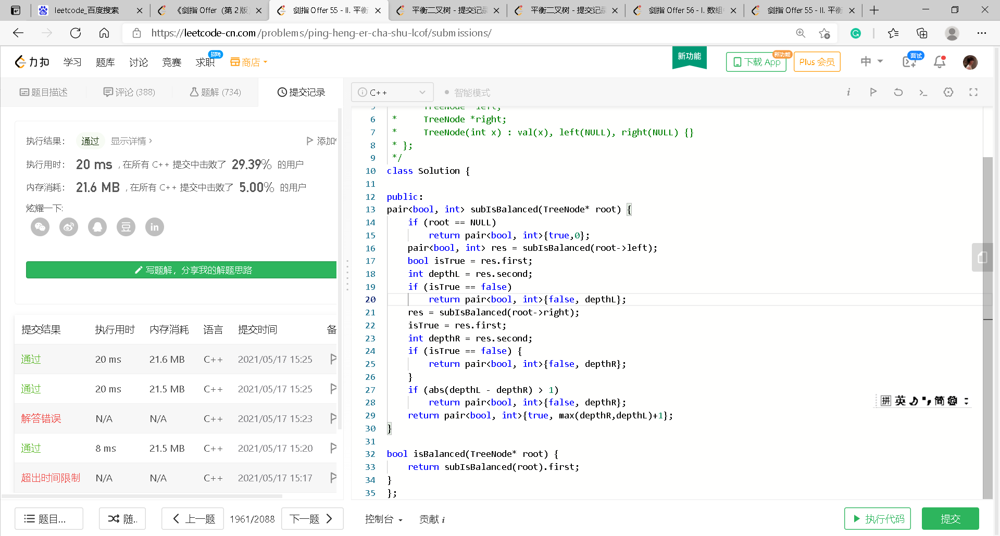 leetcode_百度搜索
《剑指 Offer（第 2 版）
剑指 Offer 55 - II. 平衡
平衡二叉树 - 提交记录
平衡二叉树 - 提交记录
剑指 Offer 56 - I. 数组中
剑指 Offer 55 - II. 平衡
https://leetcode-cn.com/problems/ping-heng-er-cha-shu-lcof/submissions/
力扣
学习
题库
讨论
竞赛
求职
招聘
商店
新功能
下载 App
新功能
Plus 会员
中
面试
题目描述
评论 (388)
题解 (734)
提交记录
C++
智能模式
执行结果：
通过
显示详情 ›
添加
执行用时： 20 ms , 在所有 C++ 提交中击败了 29.39% 的用户
内存消耗： 21.6 MB , 在所有 C++ 提交中击败了 5.00% 的用户
炫耀一下:
豆
in
写题解，分享我的解题思路
提交结果 执行用时 内存消耗 语言 提交时间 备
通过 20 ms 21.6 MB C++ 2021/05/17 15:25
通过 20 ms 21.5 MB C++ 2021/05/17 15:25
解答错误 N/A N/A C++ 2021/05/17 15:23
通过 8 ms 21.5 MB C++ 2021/05/17 15:20
超出时间限制 N/A N/A C++ 2021/05/17 15:17
5 TreeNode *left;
6 * TreeNode *right;
7 * TreeNode(int x) : val(x), left(NULL), right(NULL) {}
8 * };
9 */
10 class Solution {
11
12 public:
13 pair<bool, int> subIsBalanced(TreeNode* root) {
14 if (root == NULL)
15 return pair<bool, int>{true,0};
16 pair<bool, int> res = subIsBalanced(root->left);
17 bool isTrue = res.first;
18 int depthL = res.second;
19 if (isTrue == false)
20 return pair<bool, int>{false, depthL};
21 res = subIsBalanced(root->right);
22 isTrue = res.first;
23 int depthR = res.second;
24 if (isTrue == false) {
25 return pair<bool, int>{false, depthR};
26 }
27 if (abs(depthL - depthR) > 1)
28 return pair<bool, int>{false, depthR};
29 return pair<bool, int>{true, max(depthR,depthL)+1};
30 }
31
32 bool isBalanced(TreeNode* root) {
33 return subIsBalanced(root).first;
34 }
35 };
拼 英 简
题目...
随..
上一题
1961/2088
下一题
控制台
贡献 i
执行代码
提交